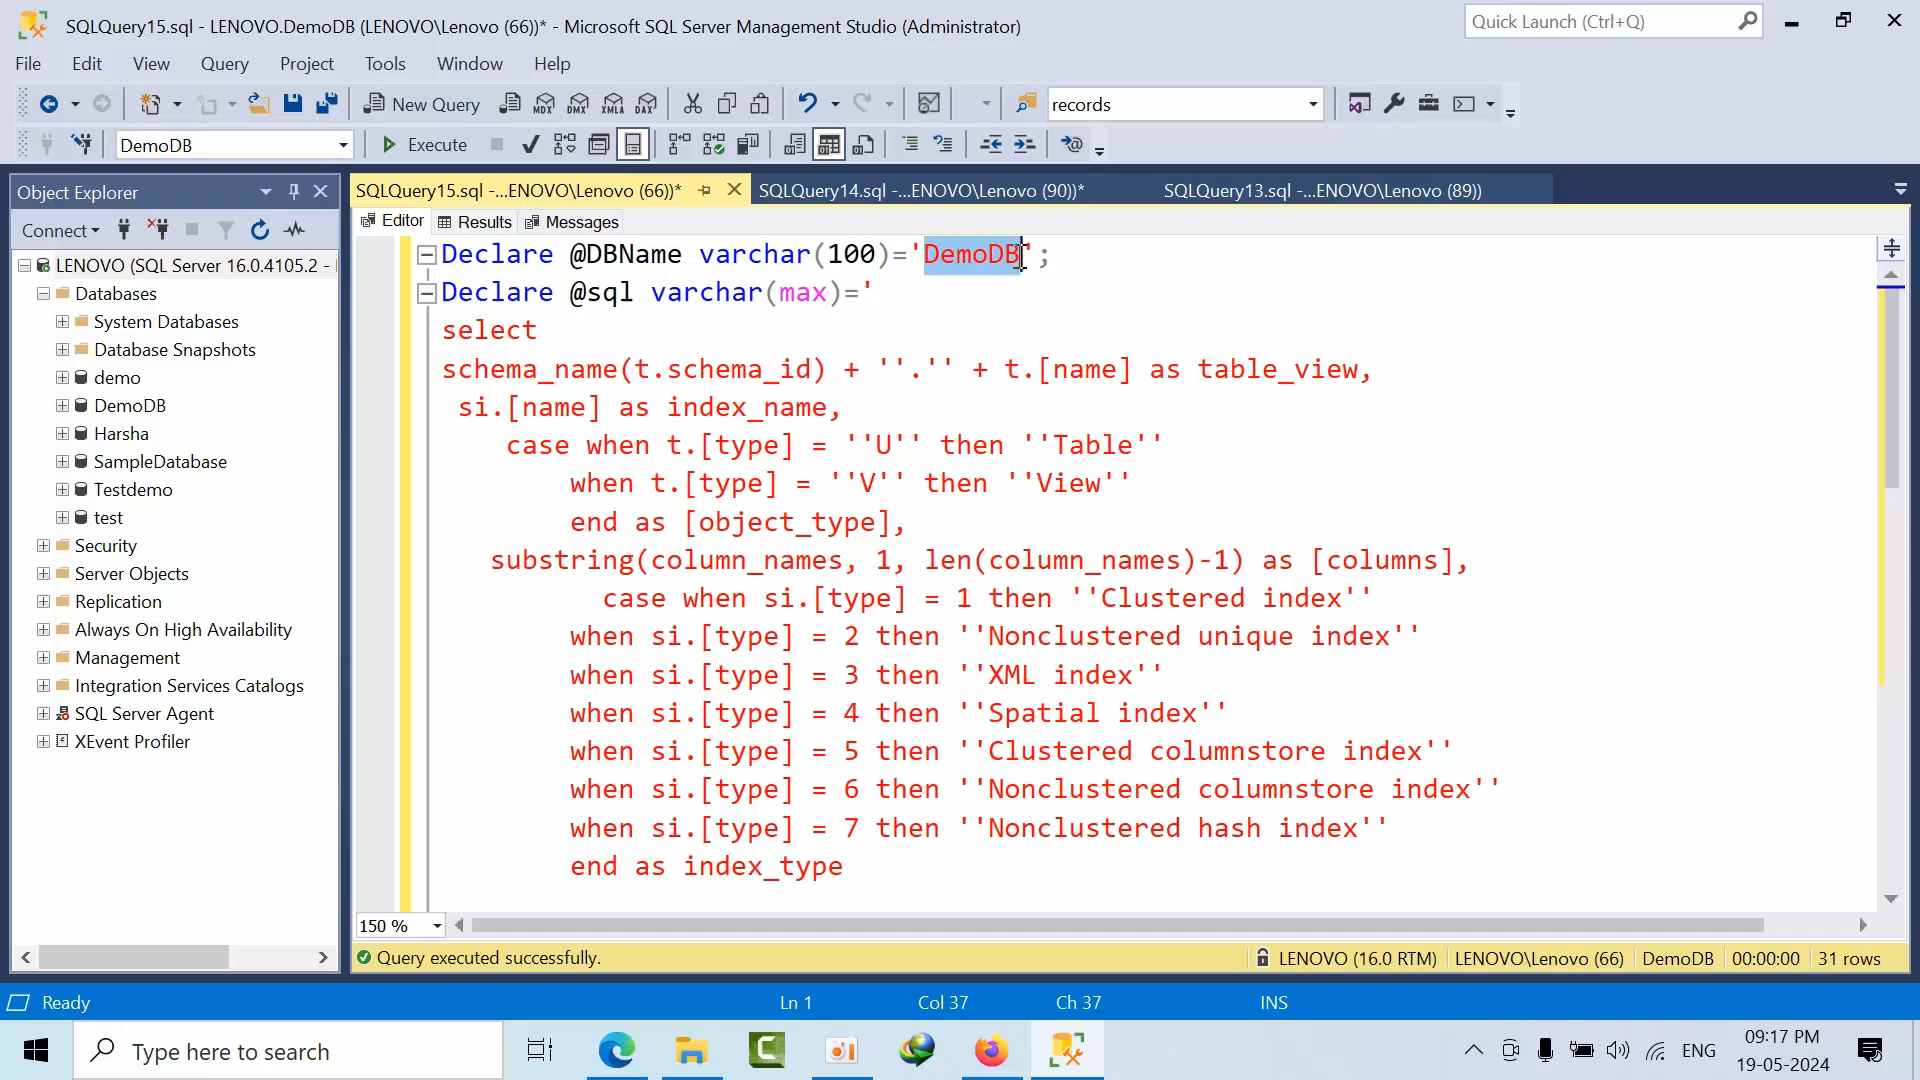 SQLQuery15.sql - LENOVO.DemoDB (LENOVO\Lenovo (66))* - Microsoft SQL Server Management Studio (Administrator)
Quick Launch (Ctrl+Q)
File Edit View Query Project Tools Window Help
New Query MDX DMX XMLA DAX records
DemoDB Execute
Object Explorer
Connect
LENOVO (SQL Server 16.0.4105.2 -
Databases
System Databases
Database Snapshots
demo
DemoDB
Harsha
SampleDatabase
Testdemo
test
Security
Server Objects
Replication
Always On High Availability
Management
Integration Services Catalogs
SQL Server Agent
XEvent Profiler
SQLQuery15.sql -...ENOVO\Lenovo (66))* SQLQuery14.sql -...ENOVO\Lenovo (90))* SQLQuery13.sql -...ENOVO\Lenovo (89))
Editor Results Messages
Declare @DBName varchar(100)='DemoDB';
Declare @sql varchar(max)='
select
schema_name(t.schema_id) + ''.'' + t.[name] as table_view,
si.[name] as index_name,
case when t.[type] = ''U'' then ''Table''
when t.[type] = ''V'' then ''View''
end as [object_type],
substring(column_names, 1, len(column_names)-1) as [columns],
case when si.[type] = 1 then ''Clustered index''
when si.[type] = 2 then ''Nonclustered unique index''
when si.[type] = 3 then ''XML index''
when si.[type] = 4 then ''Spatial index''
when si.[type] = 5 then ''Clustered columnstore index''
when si.[type] = 6 then ''Nonclustered columnstore index''
when si.[type] = 7 then ''Nonclustered hash index''
end as index_type
150 %
Query executed successfully. LENOVO (16.0 RTM) LENOVO\Lenovo (66) DemoDB 00:00:00 31 rows
Ready Ln 1 Col 37 Ch 37 INS
Type here to search
ENG
09:17 PM
19-05-2024